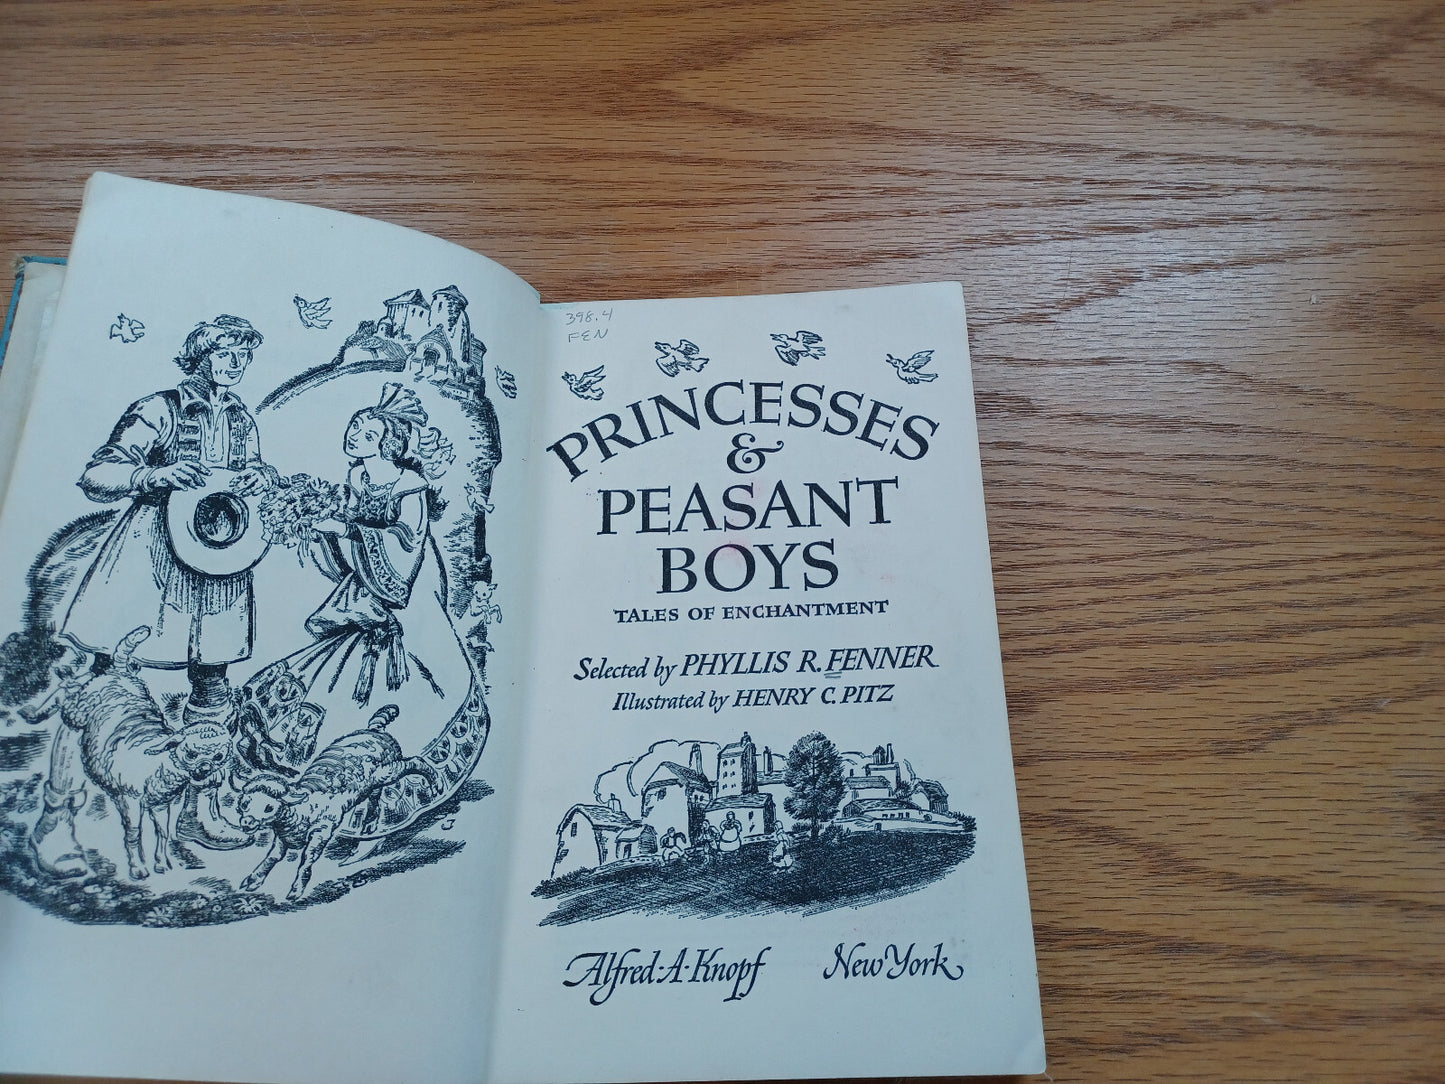 398.4
FEN
PRINCESSES
&
PEASANT
BOYS
TALES OF ENCHANTMENT
Selected by PHYLLIS R. FENNER
Illustrated by HENRY C. PITZ
Alfred · A · Knopf New York